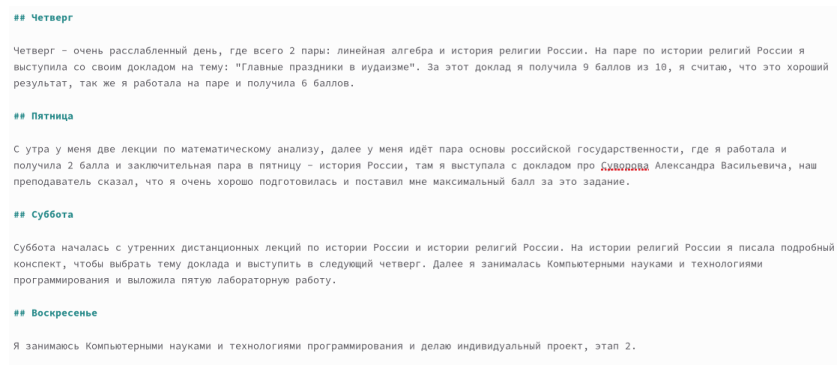 ## Четверг
Четверг - очень расслабленный день, где всего 2 пары: линейная алгебра и история религии России. На паре по истории религий России я
выступила со своим докладом на тему: "Главные праздники в иудаизме". За этот доклад я получила 9 баллов из 10, я считаю, что это хороший
результат, так же я работала на паре и получила 6 баллов.
## Пятница
С утра у меня две лекции по математическому анализу, далее у меня идёт пара основы российской государственности, где я работала и
получила 2 балла и заключительная пара в пятницу - история России, там я выступала с докладом про Суворова Александра Васильевича, наш
преподаватель сказал, что я очень хорошо подготовилась и поставил мне максимальный балл за это задание.
## Суббота
Суббота началась с утренних дистанционных лекций по истории России и истории религий России. На истории религий России я писала подробный
конспект, чтобы выбрать тему доклада и выступить в следующий четверг. Далее я занималась Компьютерными науками и технологиями
программирования и выложила пятую лабораторную работу.
## Воскресенье
Я занимаюсь Компьютерными науками и технологиями программирования и делаю индивидуальный проект, этап 2.